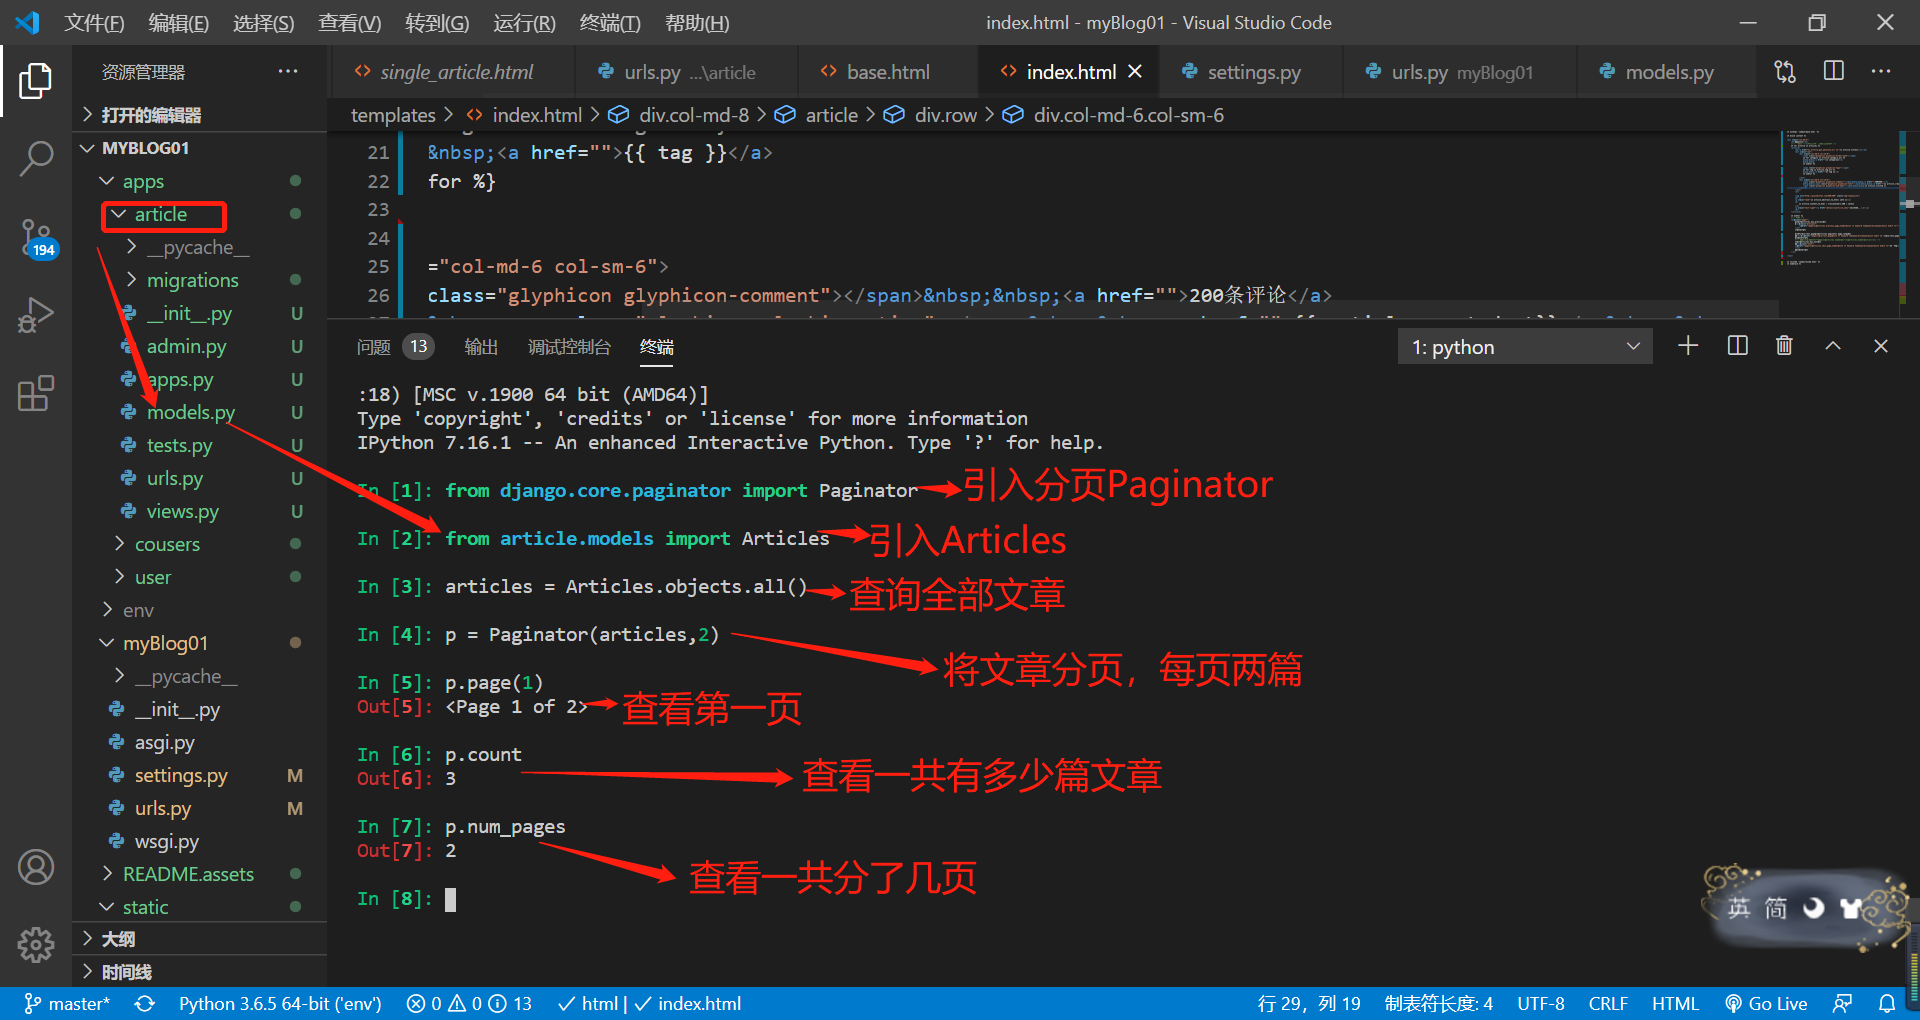 文件(F) 编辑(E) 选择(S) 查看(V) 转到(G) 运行(R) 终端(T) 帮助(H)
index.html - myBlog01 - Visual Studio Code
资源管理器 ···
single_article.html
urls.py ...\article
base.html
index.html
settings.py
urls.py myBlog01
models.py
templates > index.html > div.col-md-8 > article > div.row > div.col-md-6.col-sm-6
打开的编辑器
MYBLOG01
apps
article
__pycache__
migrations
__init__.py U
admin.py U
apps.py U
models.py U
tests.py U
urls.py U
views.py U
cousers
user
env
myBlog01
__pycache__
__init__.py
asgi.py
settings.py M
urls.py M
wsgi.py
README.assets
static
大纲
时间线
194
21 &nbsp;<a href="">{{ tag }}</a>
22 for %}
23
24
25 ="col-md-6 col-sm-6">
26 class="glyphicon glyphicon-comment"></span>&nbsp;&nbsp;<a href="">200条评论</a>
问题 13 输出 调试控制台 终端
1: python
:18) [MSC v.1900 64 bit (AMD64)]
Type 'copyright', 'credits' or 'license' for more information
IPython 7.16.1 -- An enhanced Interactive Python. Type '?' for help.
In [1]: from django.core.paginator import Paginator
引入分页Paginator
In [2]: from article.models import Articles
引入Articles
In [3]: articles = Articles.objects.all()
查询全部文章
In [4]: p = Paginator(articles,2)
将文章分页，每页两篇
In [5]: p.page(1)
Out[5]: <Page 1 of 2>
查看第一页
In [6]: p.count
Out[6]: 3
查看一共有多少篇文章
In [7]: p.num_pages
Out[7]: 2
查看一共分了几页
In [8]:
英 简
master* Python 3.6.5 64-bit ('env') 0 0 13 html | index.html
行 29，列 19 制表符长度: 4 UTF-8 CRLF HTML Go Live